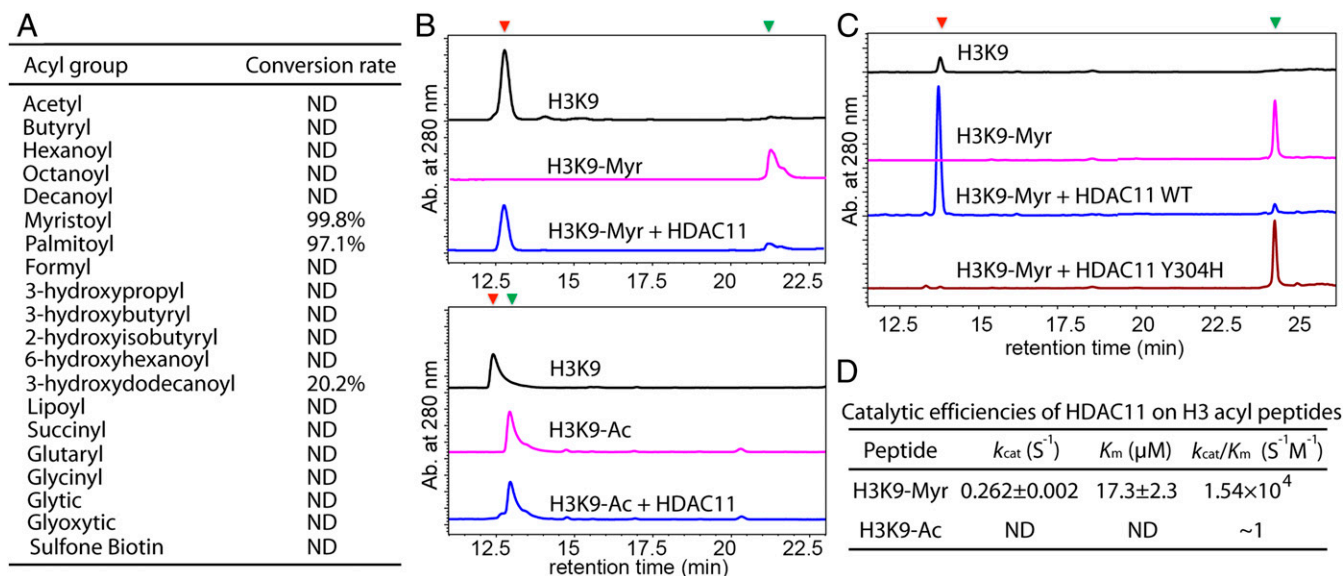 A
Acyl group Conversion rate
Acetyl ND
Butyryl ND
Hexanoyl ND
Octanoyl ND
Decanoyl ND
Myristoyl 99.8%
Palmitoyl 97.1%
Formyl ND
3-hydroxypropyl ND
3-hydroxybutyryl ND
2-hydroxyisobutyryl ND
6-hydroxyhexanoyl ND
3-hydroxydodecanoyl 20.2%
Lipoyl ND
Succinyl ND
Glutaryl ND
Glycinyl ND
Glytic ND
Glyoxytic ND
Sulfone Biotin ND
B
Ab. at 280 nm
H3K9
H3K9-Myr
H3K9-Myr + HDAC11
12.5 15 17.5 20 22.5
Ab. at 280 nm
H3K9
H3K9-Ac
H3K9-Ac + HDAC11
12.5 15 17.5 20 22.5
retention time (min)
C
Ab. at 280 nm
H3K9
H3K9-Myr
H3K9-Myr + HDAC11 WT
H3K9-Myr + HDAC11 Y304H
12.5 15 17.5 20 22.5 25
retention time (min)
D
Catalytic efficiencies of HDAC11 on H3 acyl peptides
Peptide kcat (S⁻¹) Km (µM) kcat/Km (S⁻¹M⁻¹)
H3K9-Myr 0.262±0.002 17.3±2.3 1.54×10⁴
H3K9-Ac ND ND ~1